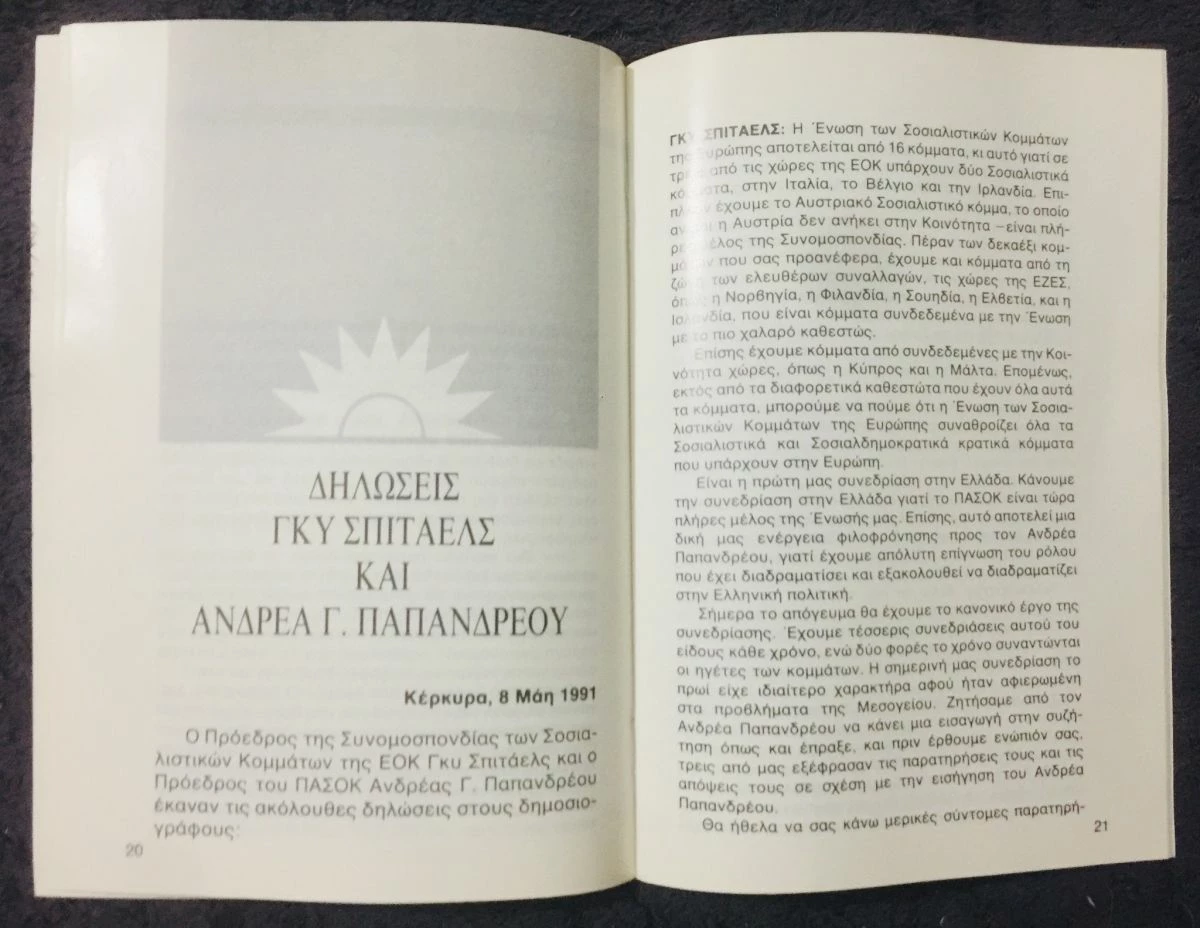 ΔΗΛΩΣΕΙΣ
ΓΚΥ ΣΠΙΤΑΕΛΣ
ΚΑΙ
ΑΝΔΡΕΑ Γ. ΠΑΠΑΝΔΡΕΟΥ
Κέρκυρα, 8 Μάη 1991
Ο Πρόεδρος της Συνομοσπονδίας των Σοσια-
λιστικών Κομμάτων της ΕΟΚ Γκυ Σπιτάελς και ο
Πρόεδρος του ΠΑΣΟΚ Ανδρέας Γ. Παπανδρέου
έκαναν τις ακόλουθες δηλώσεις στους δημοσιο-
γράφους:
20
ΓΚΥ ΣΠΙΤΑΕΛΣ: Η Ένωση των Σοσιαλιστικών Κομμάτων
της Ευρώπης αποτελείται από 16 κόμματα, κι αυτό γιατί σε
τρεις από τις χώρες της ΕΟΚ υπάρχουν δύο Σοσιαλιστικά
κόμματα, στην Ιταλία, το Βέλγιο και την Ιρλανδία. Επι-
πλέον έχουμε το Αυστριακό Σοσιαλιστικό κόμμα, το οποίο
αν και η Αυστρία δεν ανήκει στην Κοινότητα – είναι πλή-
ρες μέλος της Συνομοσπονδίας. Πέραν των δεκαέξι κομ-
μάτων που σας προανέφερα, έχουμε και κόμματα από τη
ζώνη των ελευθέρων συναλλαγών, τις χώρες της ΕΖΕΣ,
όπως η Νορβηγία, η Φιλανδία, η Σουηδία, η Ελβετία, και η
Ισλανδία, που είναι κόμματα συνδεδεμένα με την Ένωση
με το πιο χαλαρό καθεστώς.
Επίσης έχουμε κόμματα από συνδεδεμένες με την Κοι-
νότητα χώρες, όπως η Κύπρος και η Μάλτα. Επομένως,
εκτός από τα διαφορετικά καθεστώτα που έχουν όλα αυτά
τα κόμματα, μπορούμε να πούμε ότι η Ένωση των Σοσια-
λιστικών Κομμάτων της Ευρώπης συναθροίζει όλα τα
Σοσιαλιστικά και Σοσιαλδημοκρατικά κρατικά κόμματα
που υπάρχουν στην Ευρώπη.
Είναι η πρώτη μας συνεδρίαση στην Ελλάδα. Κάνουμε
την συνεδρίαση στην Ελλάδα γιατί το ΠΑΣΟΚ είναι τώρα
πλήρες μέλος της Ένωσής μας. Επίσης, αυτό αποτελεί μια
δική μας ενέργεια φιλοφρόνησης προς τον Ανδρέα
Παπανδρέου, γιατί έχουμε απόλυτη επίγνωση του ρόλου
που έχει διαδραματίσει και εξακολουθεί να διαδραματίζει
στην Ελληνική πολιτική.
Σήμερα το απόγευμα θα έχουμε το κανονικό έργο της
συνεδρίασης. Έχουμε τέσσερις συνεδριάσεις αυτού του
είδους κάθε χρόνο, ενώ δύο φορές το χρόνο συναντώνται
οι ηγέτες των κομμάτων. Η σημερινή μας συνεδρίαση το
πρωί είχε ιδιαίτερο χαρακτήρα αφού ήταν αφιερωμένη
στα προβλήματα της Μεσογείου. Ζητήσαμε από τον
Ανδρέα Παπανδρέου να κάνει μια εισαγωγή στην συζή-
τηση όπως και έπραξε, και πριν έρθουμε ενώπιόν σας,
τρεις από μας εξέφρασαν τις παρατηρήσεις τους και τις
απόψεις τους σε σχέση με την εισήγηση του Ανδρέα
Παπανδρέου.
Θα ήθελα να σας κάνω μερικές σύντομες παρατηρή-
21